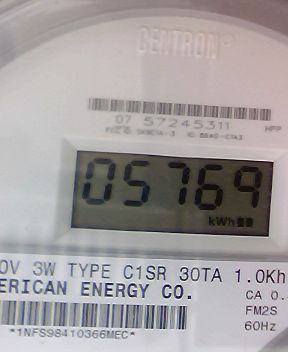 CENTRON®
07 57245311
HPP
05769
kWh
0V 3W TYPE C1SR 30TA 1.0Kh
ERICAN ENERGY CO.
CA 0.
FM2S
60Hz
*1NFS98410366MEC*